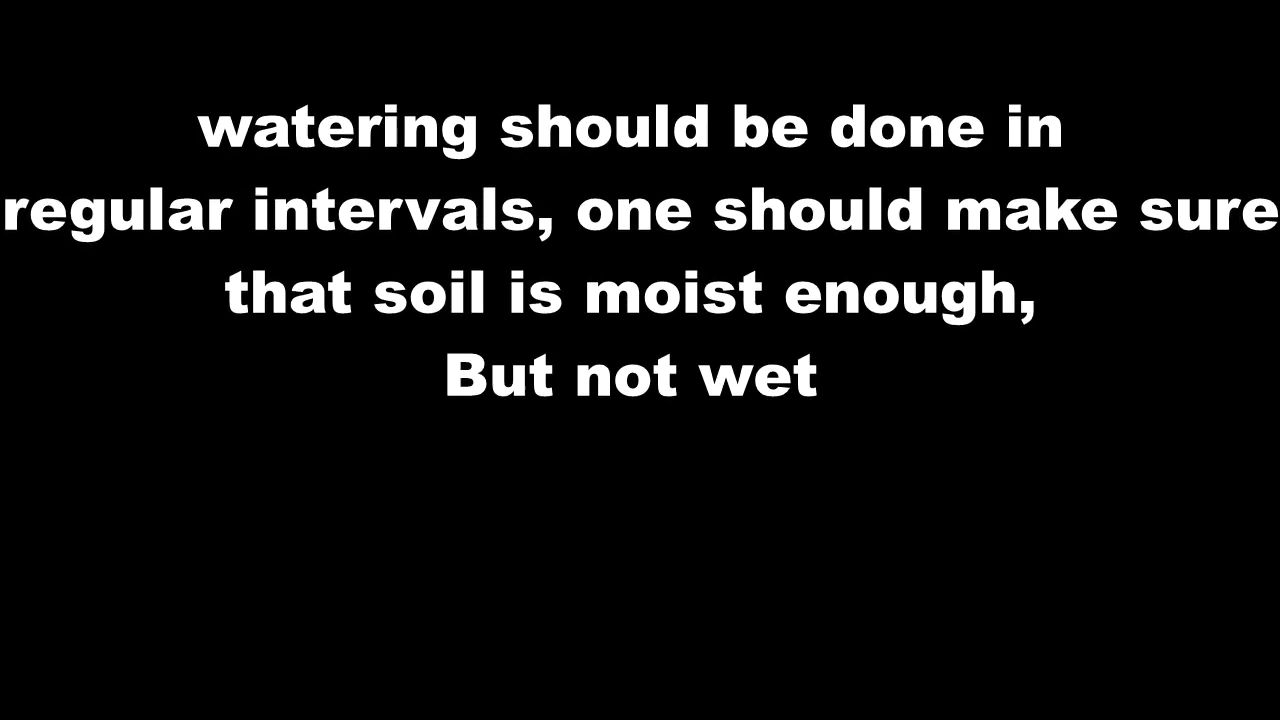 watering should be done in
regular intervals, one should make sure
that soil is moist enough,
But not wet